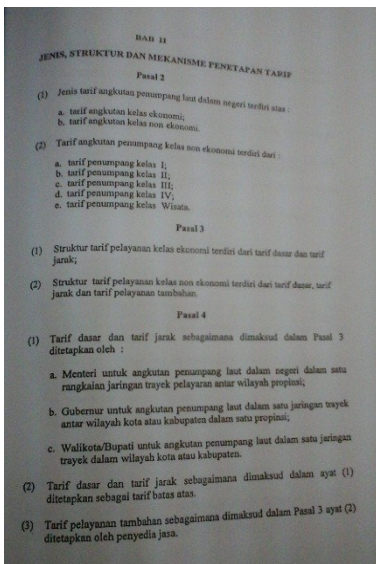 BAB II
JENIS, STRUKTUR DAN MEKANISME PENETAPAN TARIF
Pasal 2
(1) Jenis tarif angkutan penumpang laut dalam negeri terdiri atas :
a. tarif angkutan kelas ekonomi;
b. tarif angkutan kelas non ekonomi.
(2) Tarif angkutan penumpang kelas non ekonomi terdiri dari :
a. tarif penumpang kelas I;
b. tarif penumpang kelas II;
c. tarif penumpang kelas III;
d. tarif penumpang kelas IV;
e. tarif penumpang kelas Wisata.
Pasal 3
(1) Struktur tarif pelayanan kelas ekonomi terdiri dari tarif dasar dan tarif
jarak;
(2) Struktur tarif pelayanan kelas non ekonomi terdiri dari tarif dasar, tarif
jarak dan tarif pelayanan tambahan.
Pasal 4
(1) Tarif dasar dan tarif jarak sebagaimana dimaksud dalam Pasal 3
ditetapkan oleh :
a. Menteri untuk angkutan penumpang laut dalam negeri dalam satu
rangkaian jaringan trayek pelayaran antar wilayah propinsi;
b. Gubernur untuk angkutan penumpang laut dalam satu jaringan trayek
antar wilayah kota atau kabupaten dalam satu propinsi;
c. Walikota/Bupati untuk angkutan penumpang laut dalam satu jaringan
trayek dalam wilayah kota atau kabupaten.
(2) Tarif dasar dan tarif jarak sebagaimana dimaksud dalam ayat (1)
ditetapkan sebagai tarif batas atas.
(3) Tarif pelayanan tambahan sebagaimana dimaksud dalam Pasal 3 ayat (2)
ditetapkan oleh penyedia jasa.